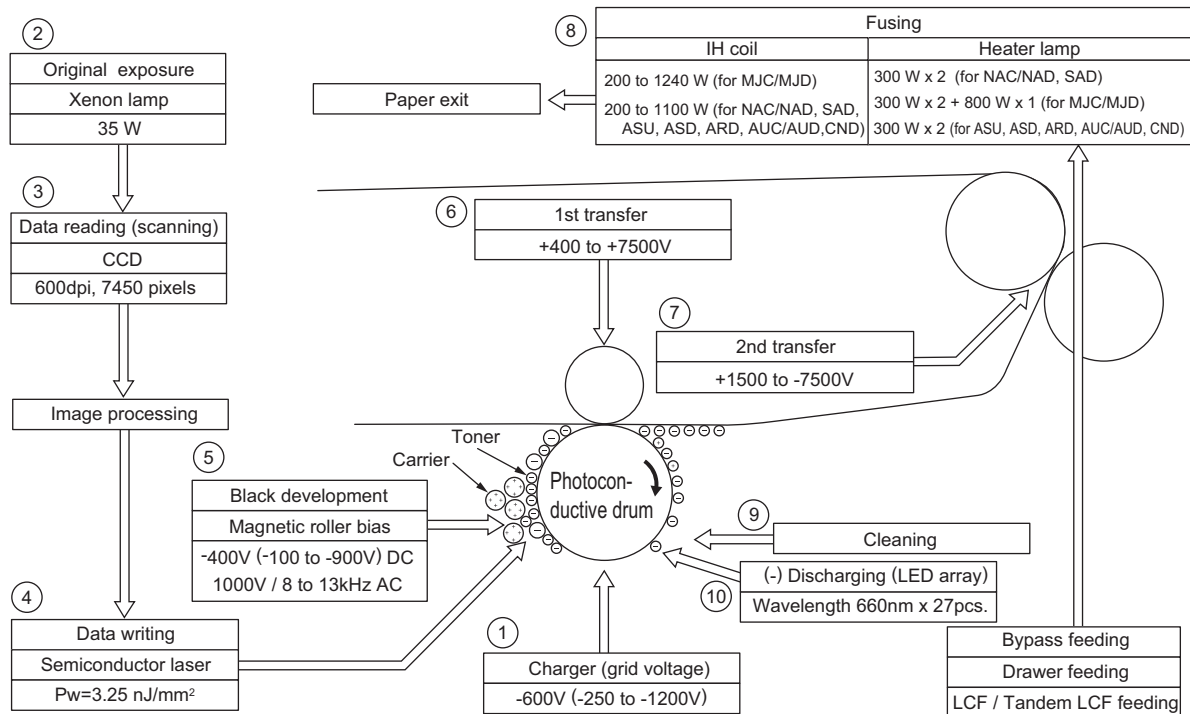 ②
Original exposure
Xenon lamp
35 W
③
Data reading (scanning)
CCD
600dpi, 7450 pixels
Image processing
④
Data writing
Semiconductor laser
Pw=3.25 nJ/mm²
⑤
Black development
Magnetic roller bias
-400V (-100 to -900V) DC
1000V / 8 to 13kHz AC
Toner
Carrier
Photocon-
ductive drum
⑥
1st transfer
+400 to +7500V
⑦
2nd transfer
+1500 to -7500V
⑧
Fusing
IH coil
200 to 1240 W (for MJC/MJD)
200 to 1100 W (for NAC/NAD, SAD,
ASU, ASD, ARD, AUC/AUD,CND)
Heater lamp
300 W x 2 (for NAC/NAD, SAD)
300 W x 2 + 800 W x 1 (for MJC/MJD)
300 W x 2 (for ASU, ASD, ARD, AUC/AUD, CND)
Paper exit
⑨
Cleaning
⑩
(-) Discharging (LED array)
Wavelength 660nm x 27pcs.
①
Charger (grid voltage)
-600V (-250 to -1200V)
Bypass feeding
Drawer feeding
LCF / Tandem LCF feeding